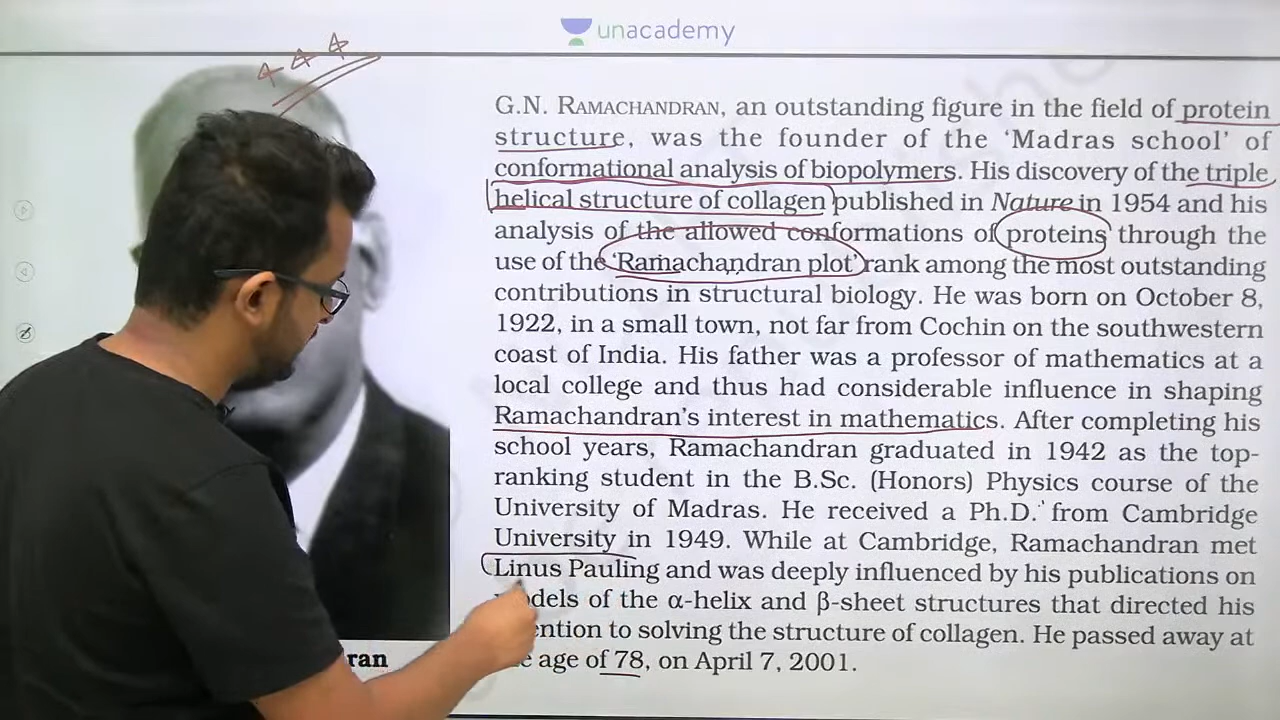 unacademy
G.N. RAMACHANDRAN, an outstanding figure in the field of protein
structure, was the founder of the ‘Madras school’ of
conformational analysis of biopolymers. His discovery of the triple
helical structure of collagen published in Nature in 1954 and his
analysis of the allowed conformations of proteins through the
use of the ‘Ramachandran plot’ rank among the most outstanding
contributions in structural biology. He was born on October 8,
1922, in a small town, not far from Cochin on the southwestern
coast of India. His father was a professor of mathematics at a
local college and thus had considerable influence in shaping
Ramachandran’s interest in mathematics. After completing his
school years, Ramachandran graduated in 1942 as the top-
ranking student in the B.Sc. (Honors) Physics course of the
University of Madras. He received a Ph.D. from Cambridge
University in 1949. While at Cambridge, Ramachandran met
Linus Pauling and was deeply influenced by his publications on
of the α-helix and β-sheet structures that directed his
to solving the structure of collagen. He passed away at
age of 78, on April 7, 2001.